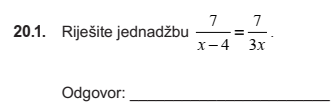 20.1. Riješite jednadžbu 7/(x − 4) = 7/(3x).
Odgovor: ____________________